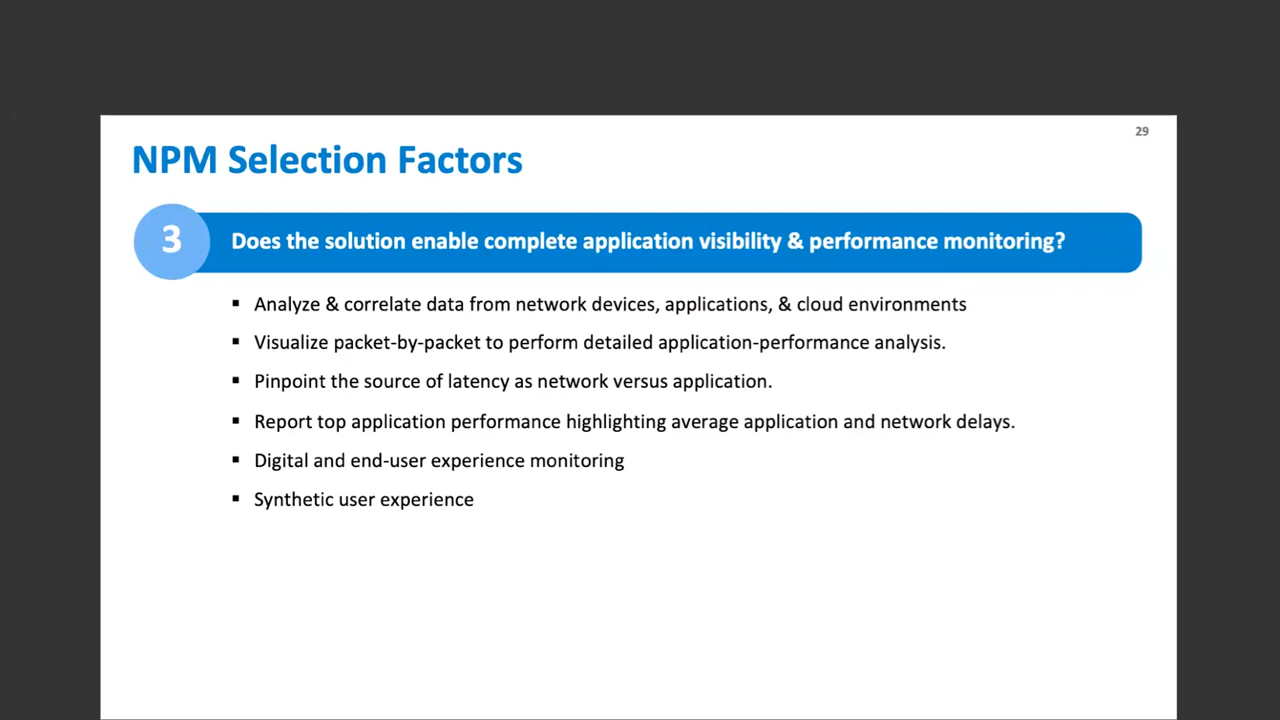 29
NPM Selection Factors
3
Does the solution enable complete application visibility & performance monitoring?
▪ Analyze & correlate data from network devices, applications, & cloud environments
▪ Visualize packet-by-packet to perform detailed application-performance analysis.
▪ Pinpoint the source of latency as network versus application.
▪ Report top application performance highlighting average application and network delays.
▪ Digital and end-user experience monitoring
▪ Synthetic user experience